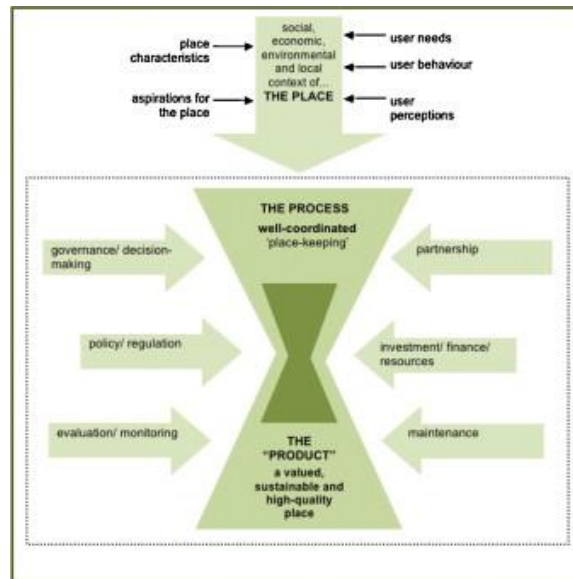 social,
economic,
environmental
and local
context of...
THE PLACE
place
characteristics
aspirations for
the place
user needs
user behaviour
user
perceptions
THE PROCESS
well-coordinated
'place-keeping'
governance/ decision-
making
partnership
policy/ regulation
investment/ finance/
resources
evaluation/ monitoring
maintenance
THE
"PRODUCT"
a valued,
sustainable and
high-quality
place